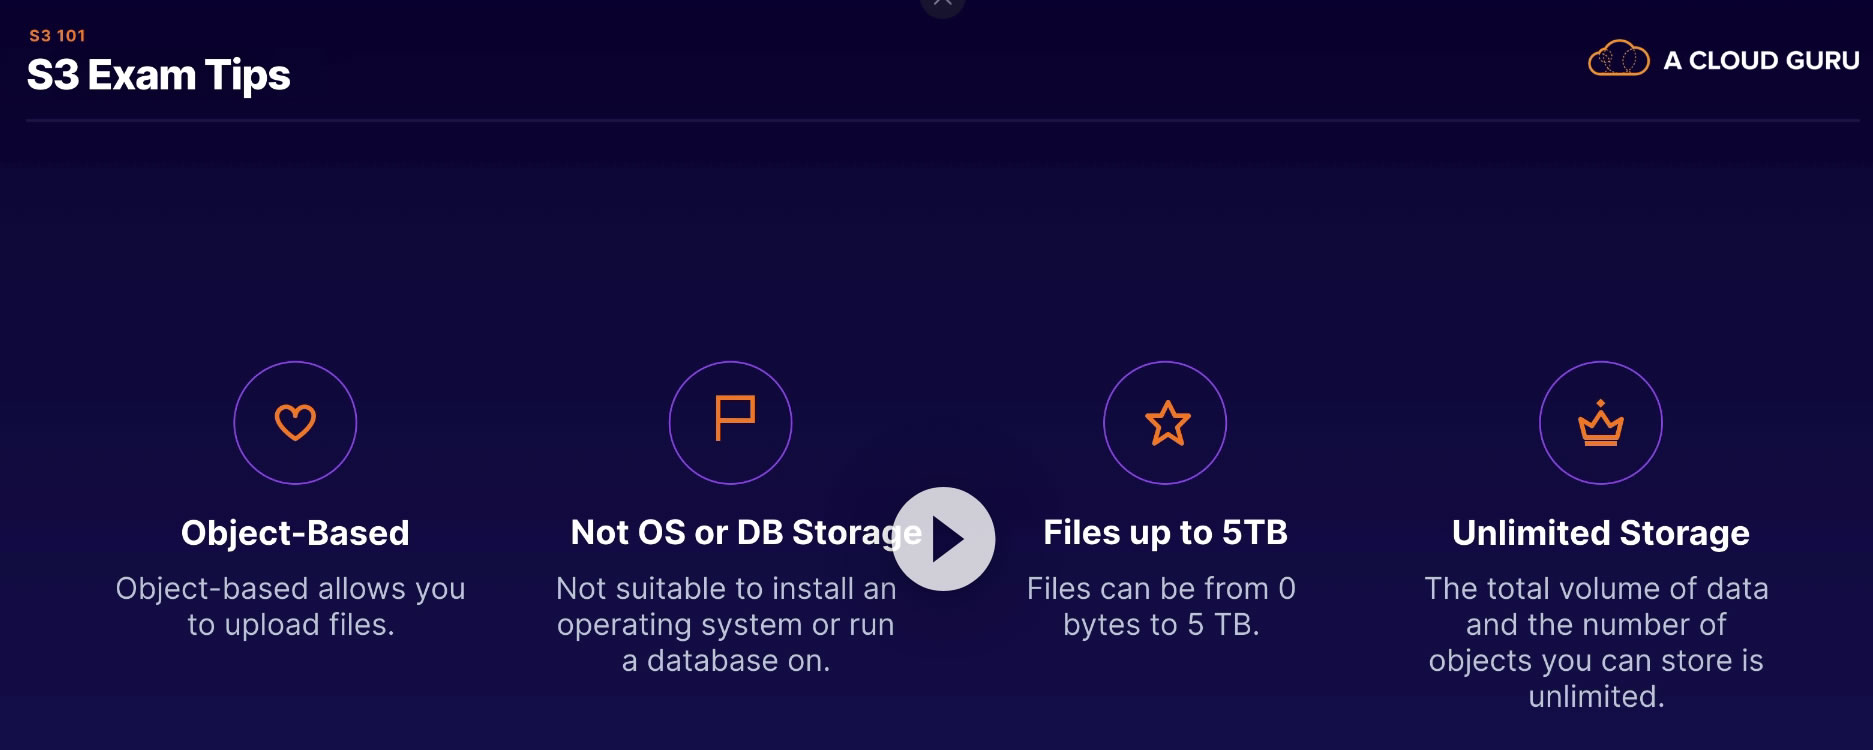 S3 101
S3 Exam Tips
A CLOUD GURU
Object-Based
Object-based allows you
to upload files.
Not OS or DB Storage
Not suitable to install an
operating system or run
a database on.
Files up to 5TB
Files can be from 0
bytes to 5 TB.
Unlimited Storage
The total volume of data
and the number of
objects you can store is
unlimited.